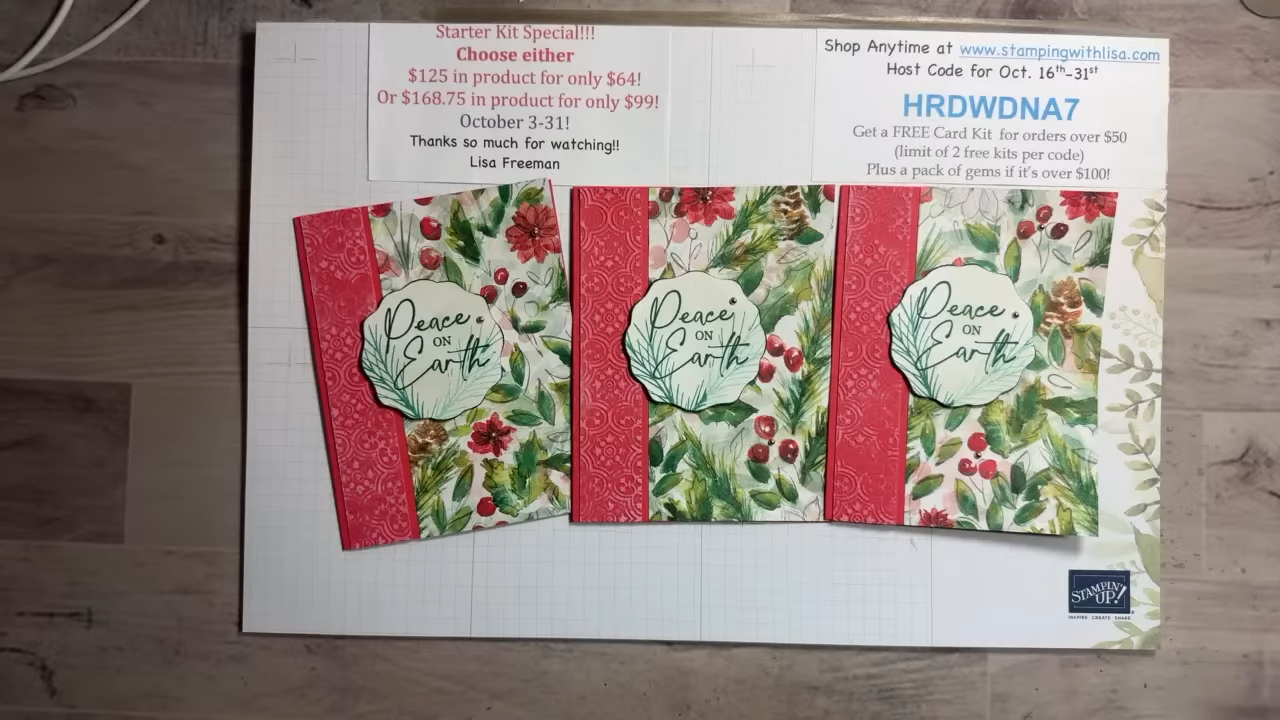 Starter Kit Special!!!
Choose either
$125 in product for only $64!
Or $168.75 in product for only $99!
October 3-31!
Thanks so much for watching!!
Lisa Freeman
Shop Anytime at www.stampingwithlisa.com
Host Code for Oct. 16th-31st
HRDWDNA7
Get a FREE Card Kit for orders over $50
(limit of 2 free kits per code)
Plus a pack of gems if it's over $100!
Peace
ON
Earth
Peace
ON
Earth
Peace
ON
Earth
STAMPIN'
UP!
INSPIRE. CREATE. SHARE.